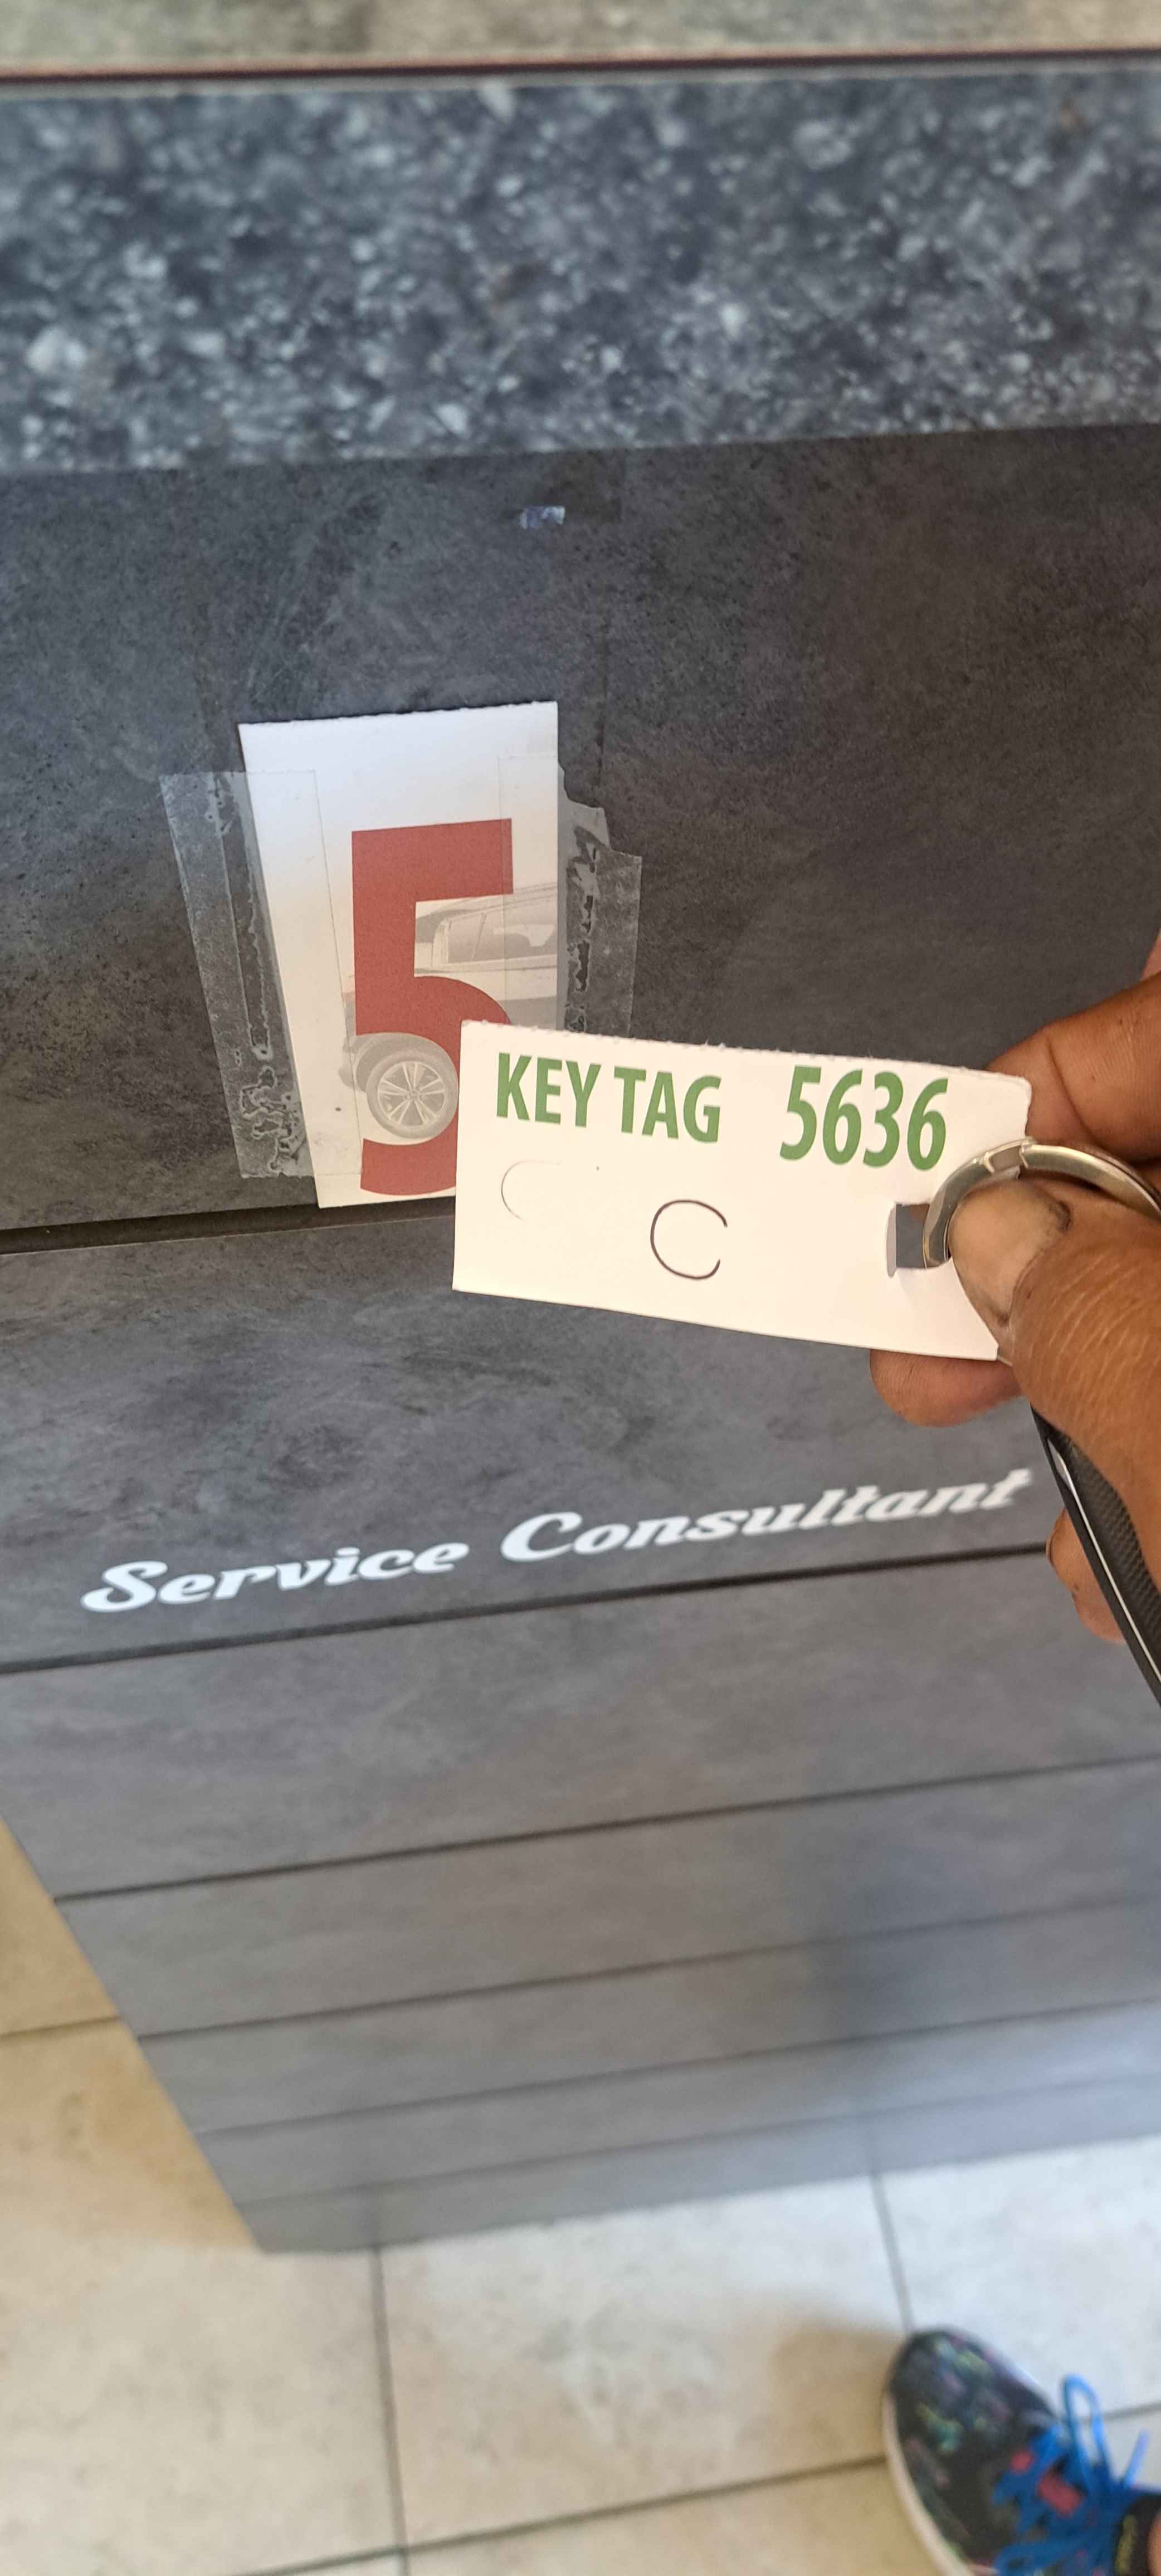 5
KEY TAG 5636
C C
Service Consultant